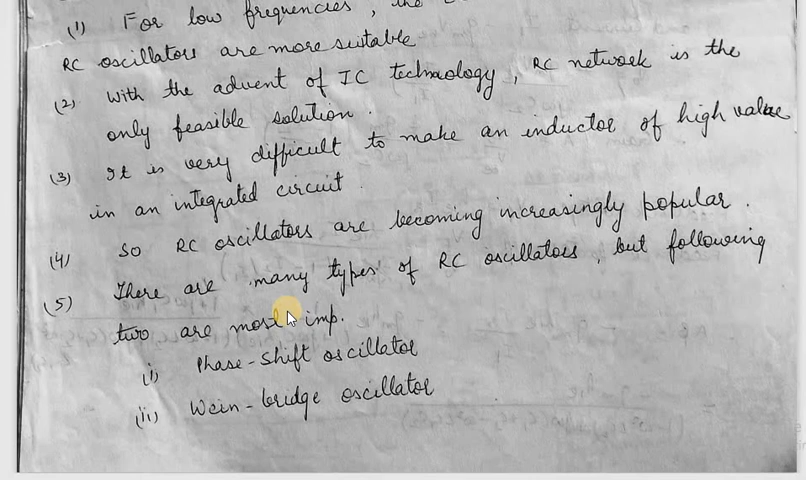 (1) For low frequencies, the
RC oscillators are more suitable
(2) With the advent of IC technology, RC network is the
only feasible solution.
(3) It is very difficult to make an inductor of high value
in an integrated circuit.
(4) So RC oscillators are becoming increasingly popular.
(5) There are many types of RC oscillators, but following
two are most imp.
(i) Phase-shift oscillator
(ii) Wein-bridge oscillator